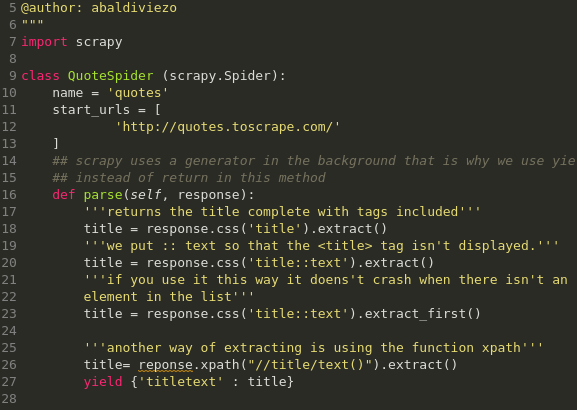 5 @author: abaldiviezo
6 """
7 import scrapy
8
9 class QuoteSpider (scrapy.Spider):
10     name = 'quotes'
11     start_urls = [
12             'http://quotes.toscrape.com/'
13     ]
14     ## scrapy uses a generator in the background that is why we use yie
15     ## instead of return in this method
16     def parse(self, response):
17         '''returns the title complete with tags included'''
18         title = response.css('title').extract()
19         '''we put :: text so that the <title> tag isn't displayed.'''
20         title = response.css('title::text').extract()
21         '''if you use it this way it doens't crash when there isn't an
22         element in the list'''
23         title = response.css('title::text').extract_first()
24
25         '''another way of extracting is using the function xpath'''
26         title= reponse.xpath("//title/text()").extract()
27         yield {'titletext' : title}
28